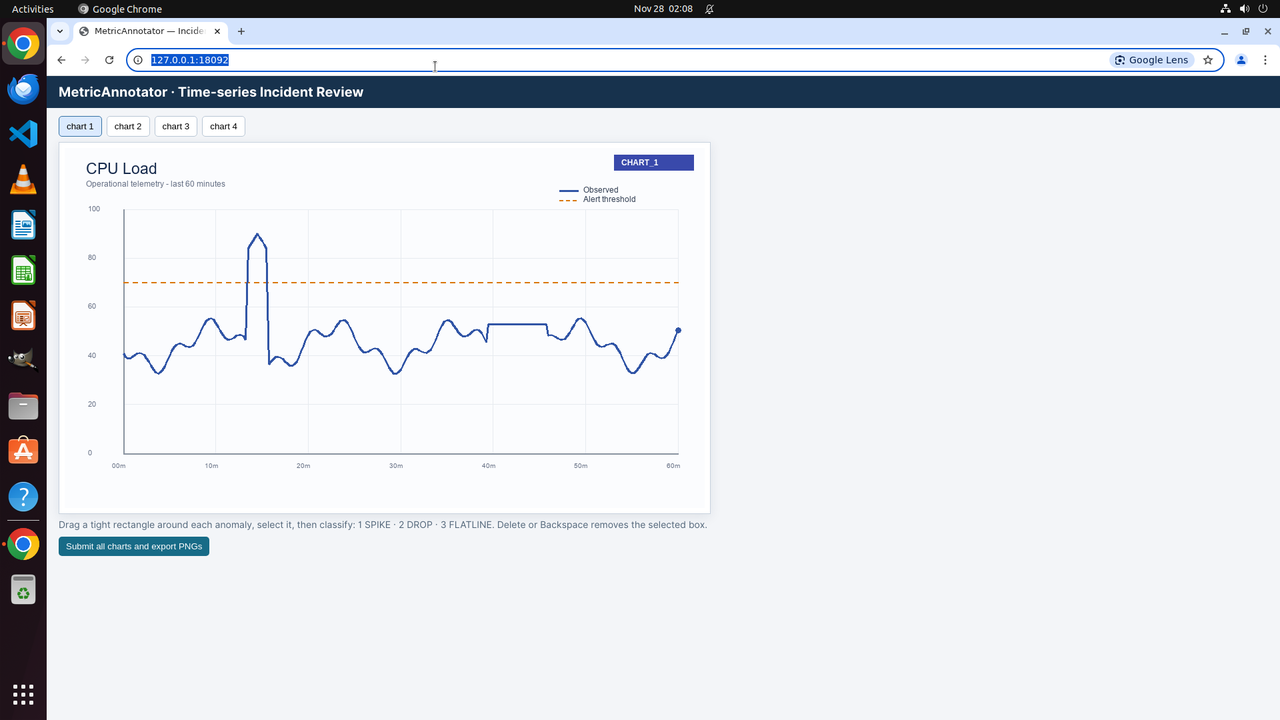 Activities
Google Chrome
Nov 28 02:08
MetricAnnotator — Incide
127.0.0.1:18092
Google Lens
MetricAnnotator · Time-series Incident Review
chart 1
chart 2
chart 3
chart 4
CHART_1
CPU Load
Operational telemetry - last 60 minutes
Observed
Alert threshold
100
80
60
40
20
0
00m
10m
20m
30m
40m
50m
60m
Drag a tight rectangle around each anomaly, select it, then classify: 1 SPIKE · 2 DROP · 3 FLATLINE. Delete or Backspace removes the selected box.
Submit all charts and export PNGs